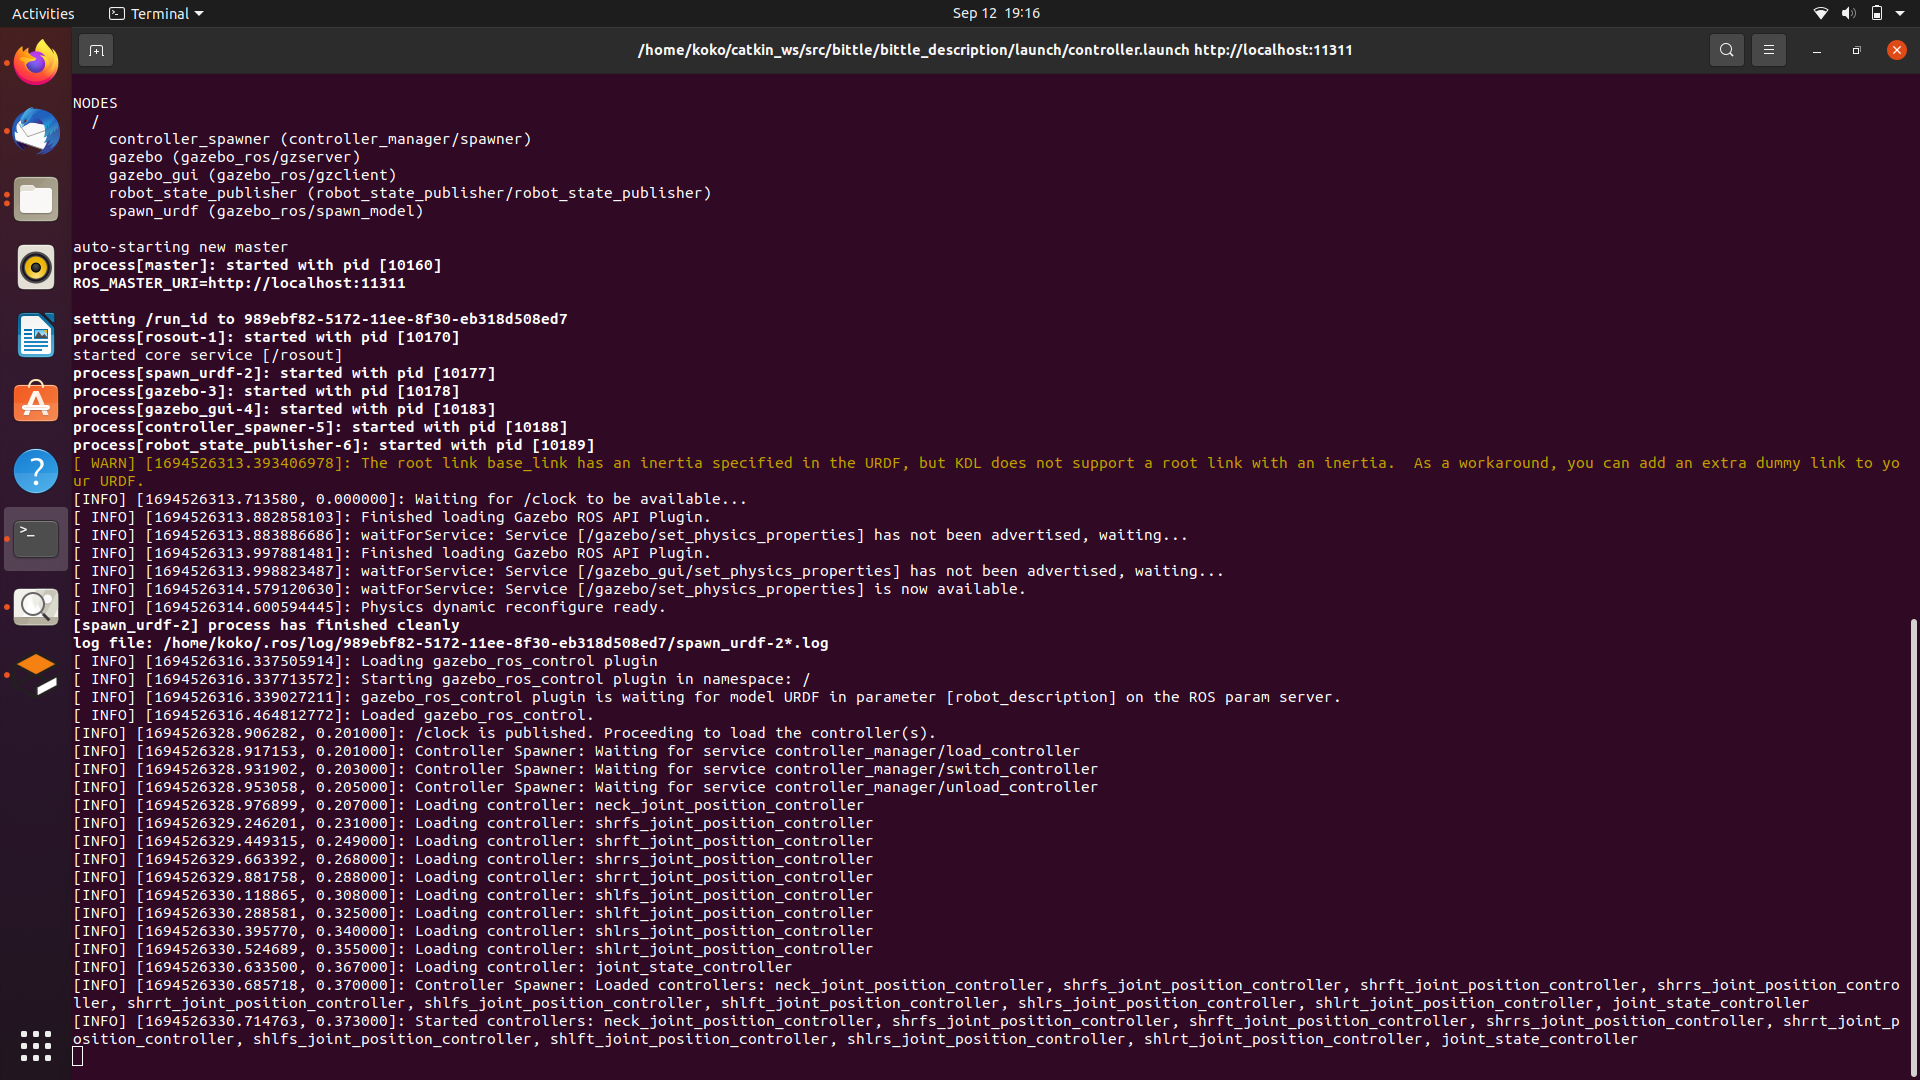 Activities
Terminal
Sep 12 19:16
/home/koko/catkin_ws/src/bittle/bittle_description/launch/controller.launch http://localhost:11311
NODES
/
controller_spawner (controller_manager/spawner)
gazebo (gazebo_ros/gzserver)
gazebo_gui (gazebo_ros/gzclient)
robot_state_publisher (robot_state_publisher/robot_state_publisher)
spawn_urdf (gazebo_ros/spawn_model)
auto-starting new master
process[master]: started with pid [10160]
ROS_MASTER_URI=http://localhost:11311
setting /run_id to 989ebf82-5172-11ee-8f30-eb318d508ed7
process[rosout-1]: started with pid [10170]
started core service [/rosout]
process[spawn_urdf-2]: started with pid [10177]
process[gazebo-3]: started with pid [10178]
process[gazebo_gui-4]: started with pid [10183]
process[controller_spawner-5]: started with pid [10188]
process[robot_state_publisher-6]: started with pid [10189]
[ WARN] [1694526313.393406978]: The root link base_link has an inertia specified in the URDF, but KDL does not support a root link with an inertia.  As a workaround, you can add an extra dummy link to yo
ur URDF.
[INFO] [1694526313.713580, 0.000000]: Waiting for /clock to be available...
[ INFO] [1694526313.882858103]: Finished loading Gazebo ROS API Plugin.
[ INFO] [1694526313.883886686]: waitForService: Service [/gazebo/set_physics_properties] has not been advertised, waiting...
[ INFO] [1694526313.997881481]: Finished loading Gazebo ROS API Plugin.
[ INFO] [1694526313.998823487]: waitForService: Service [/gazebo_gui/set_physics_properties] has not been advertised, waiting...
[ INFO] [1694526314.579120630]: waitForService: Service [/gazebo/set_physics_properties] is now available.
[ INFO] [1694526314.600594445]: Physics dynamic reconfigure ready.
[spawn_urdf-2] process has finished cleanly
log file: /home/koko/.ros/log/989ebf82-5172-11ee-8f30-eb318d508ed7/spawn_urdf-2*.log
[ INFO] [1694526316.337505914]: Loading gazebo_ros_control plugin
[ INFO] [1694526316.337713572]: Starting gazebo_ros_control plugin in namespace: /
[ INFO] [1694526316.339027211]: gazebo_ros_control plugin is waiting for model URDF in parameter [robot_description] on the ROS param server.
[ INFO] [1694526316.464812772]: Loaded gazebo_ros_control.
[INFO] [1694526328.906282, 0.201000]: /clock is published. Proceeding to load the controller(s).
[INFO] [1694526328.917153, 0.201000]: Controller Spawner: Waiting for service controller_manager/load_controller
[INFO] [1694526328.931902, 0.203000]: Controller Spawner: Waiting for service controller_manager/switch_controller
[INFO] [1694526328.953058, 0.205000]: Controller Spawner: Waiting for service controller_manager/unload_controller
[INFO] [1694526328.976899, 0.207000]: Loading controller: neck_joint_position_controller
[INFO] [1694526329.246201, 0.231000]: Loading controller: shrfs_joint_position_controller
[INFO] [1694526329.449315, 0.249000]: Loading controller: shrft_joint_position_controller
[INFO] [1694526329.663392, 0.268000]: Loading controller: shrrs_joint_position_controller
[INFO] [1694526329.881758, 0.288000]: Loading controller: shrrt_joint_position_controller
[INFO] [1694526330.118865, 0.308000]: Loading controller: shlfs_joint_position_controller
[INFO] [1694526330.288581, 0.325000]: Loading controller: shlft_joint_position_controller
[INFO] [1694526330.395770, 0.340000]: Loading controller: shlrs_joint_position_controller
[INFO] [1694526330.524689, 0.355000]: Loading controller: shlrt_joint_position_controller
[INFO] [1694526330.633500, 0.367000]: Loading controller: joint_state_controller
[INFO] [1694526330.685718, 0.370000]: Controller Spawner: Loaded controllers: neck_joint_position_controller, shrfs_joint_position_controller, shrft_joint_position_controller, shrrs_joint_position_contro
ller, shrrt_joint_position_controller, shlfs_joint_position_controller, shlft_joint_position_controller, shlrs_joint_position_controller, shlrt_joint_position_controller, joint_state_controller
[INFO] [1694526330.714763, 0.373000]: Started controllers: neck_joint_position_controller, shrfs_joint_position_controller, shrft_joint_position_controller, shrrs_joint_position_controller, shrrt_joint_p
osition_controller, shlfs_joint_position_controller, shlft_joint_position_controller, shlrs_joint_position_controller, shlrt_joint_position_controller, joint_state_controller